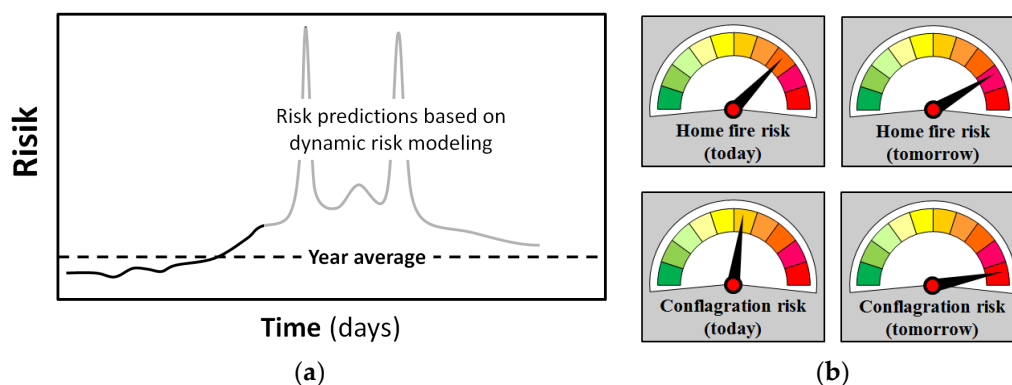 Risik
Risk predictions based on
dynamic risk modeling
Year average
Time (days)
(a)
Home fire risk
(today)
Home fire risk
(tomorrow)
Conflagration risk
(today)
Conflagration risk
(tomorrow)
(b)